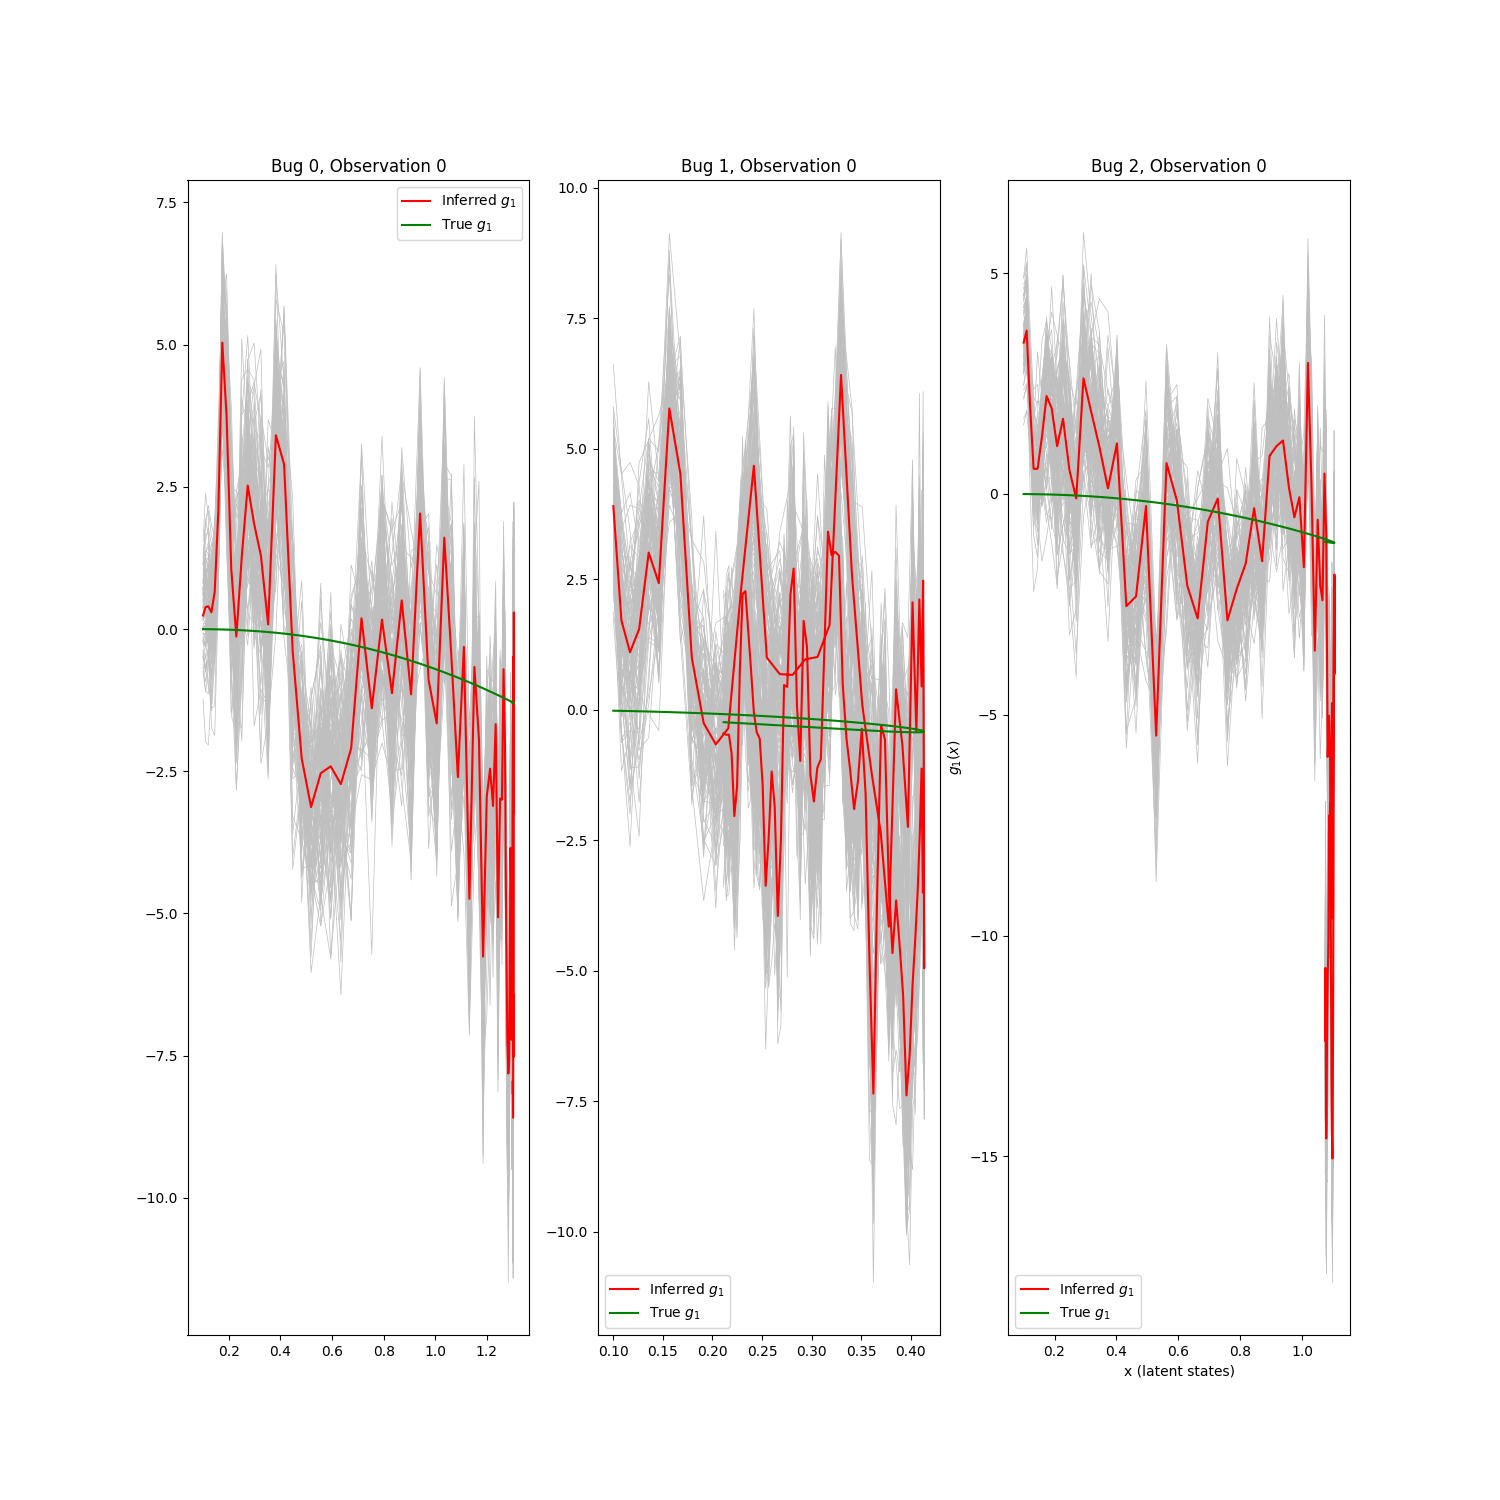 Bug 0, Observation 0
Inferred g₁
True g₁
7.5
5.0
2.5
0.0
−2.5
−5.0
−7.5
−10.0
0.2 0.4 0.6 0.8 1.0 1.2
Bug 1, Observation 0
10.0
7.5
5.0
2.5
0.0
−2.5
−5.0
−7.5
−10.0
Inferred g₁
True g₁
0.10 0.15 0.20 0.25 0.30 0.35 0.40
Bug 2, Observation 0
g₁(x)
5
0
−5
−10
−15
Inferred g₁
True g₁
0.2 0.4 0.6 0.8 1.0
x (latent states)